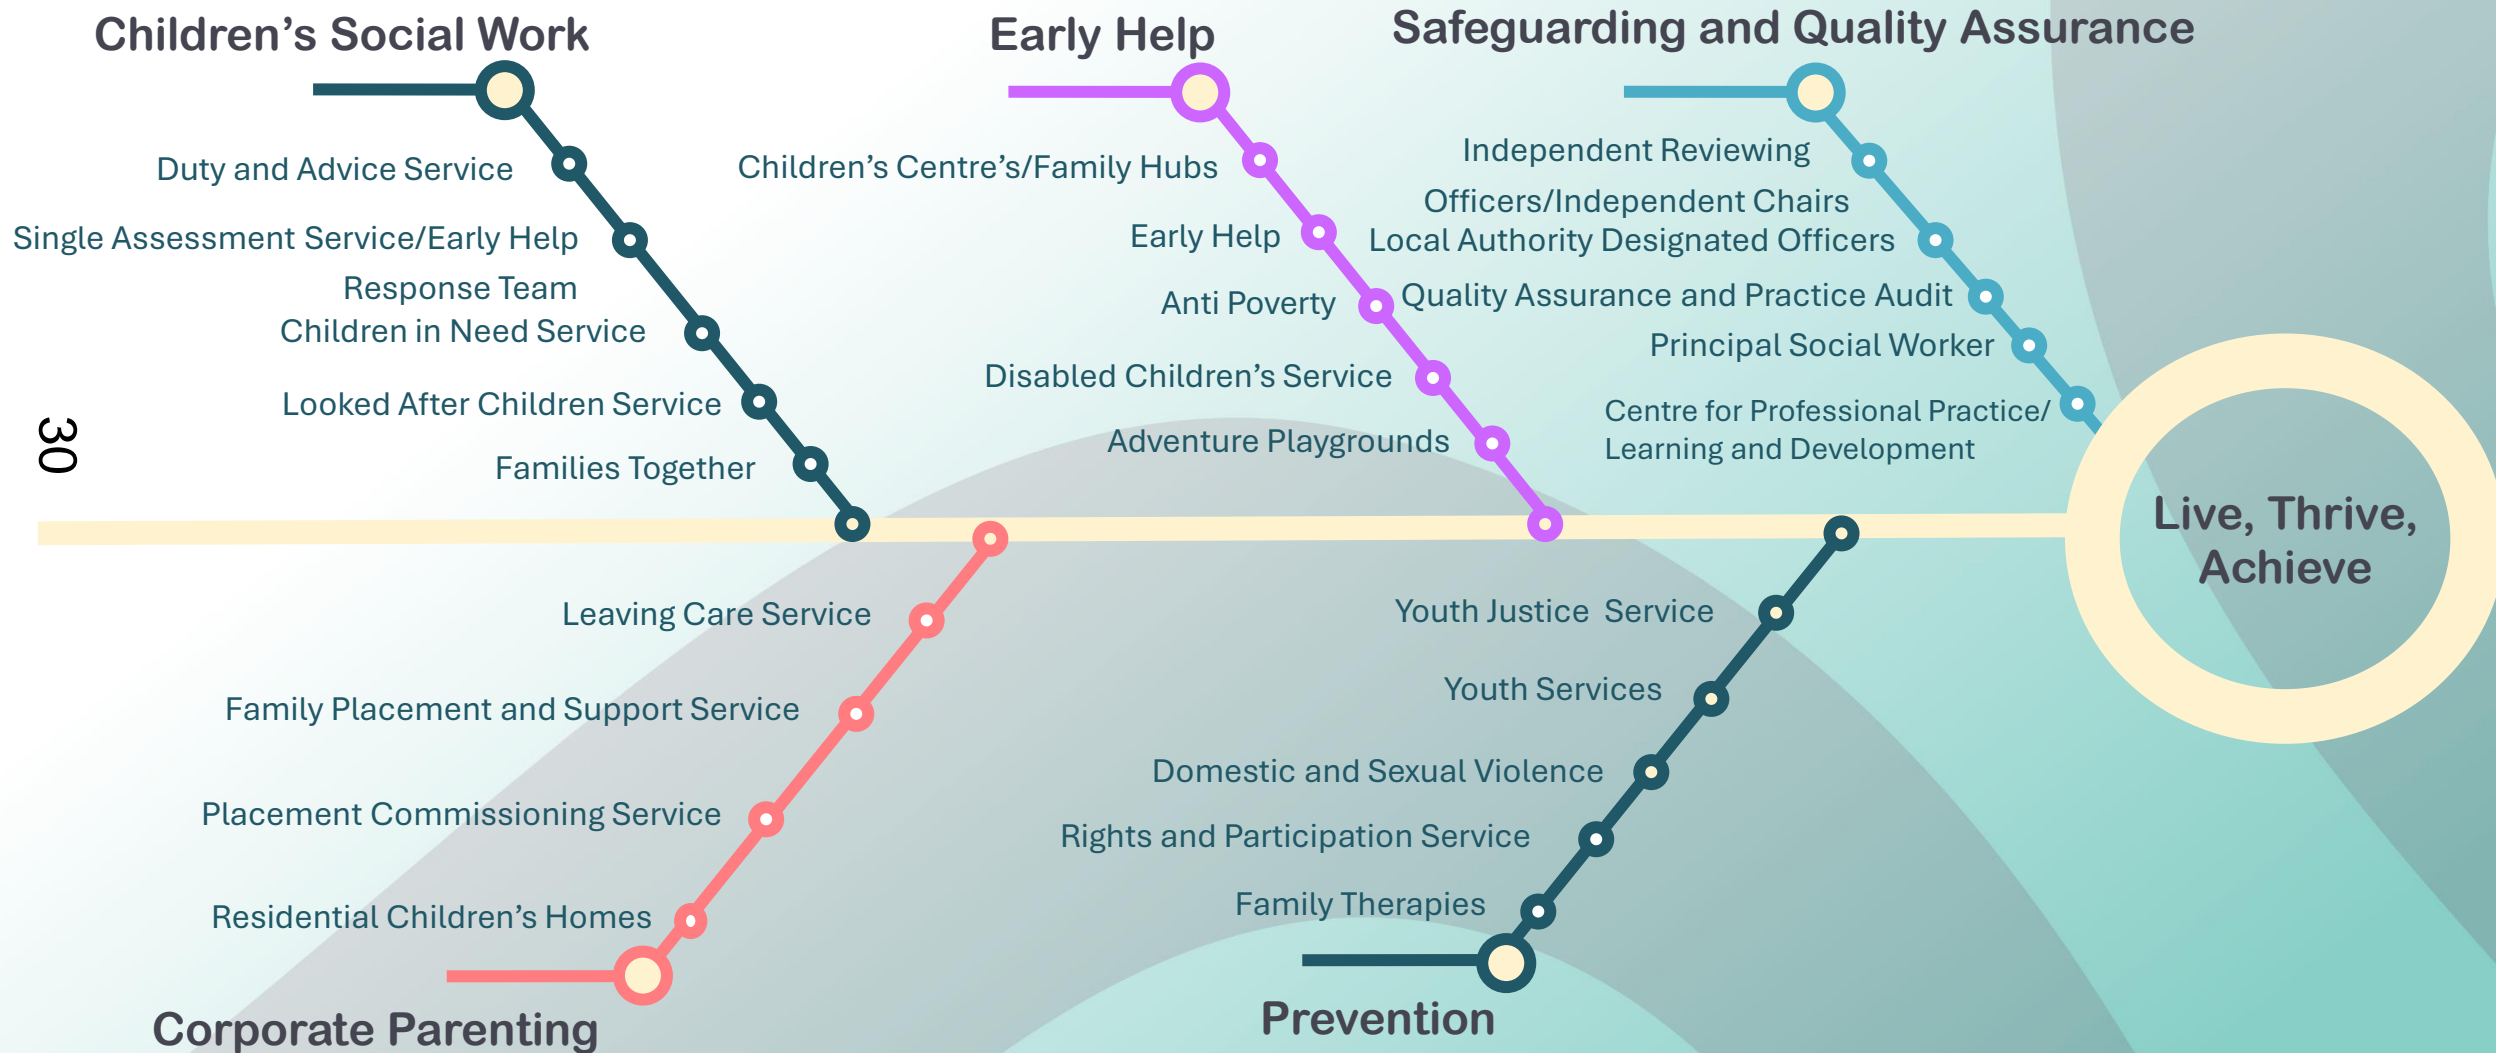 Children’s Social Work
Duty and Advice Service
Single Assessment Service/Early Help
Response Team
Children in Need Service
Looked After Children Service
Families Together
Early Help
Children’s Centre’s/Family Hubs
Early Help
Anti Poverty
Disabled Children’s Service
Adventure Playgrounds
Safeguarding and Quality Assurance
Independent Reviewing
Officers/Independent Chairs
Local Authority Designated Officers
Quality Assurance and Practice Audit
Principal Social Worker
Centre for Professional Practice/
Learning and Development
30
Live, Thrive,
Achieve
Leaving Care Service
Family Placement and Support Service
Placement Commissioning Service
Residential Children’s Homes
Corporate Parenting
Youth Justice  Service
Youth Services
Domestic and Sexual Violence
Rights and Participation Service
Family Therapies
Prevention